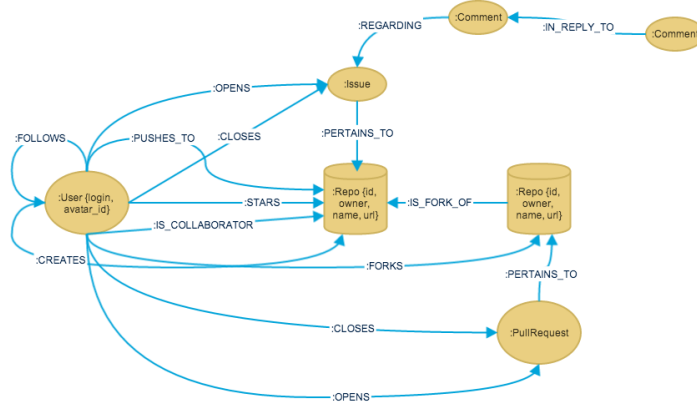 :Comment
:REGARDING
:IN_REPLY_TO
:Comment
:Issue
:OPENS
:FOLLOWS
:PUSHES_TO
:CLOSES
:PERTAINS_TO
:User {login,
avatar_id}
:STARS
:Repo {id,
owner,
name, url}
:IS_FORK_OF
:Repo {id,
owner,
name, url}
:IS_COLLABORATOR
:CREATES
:FORKS
:PERTAINS_TO
:CLOSES
:PullRequest
:OPENS